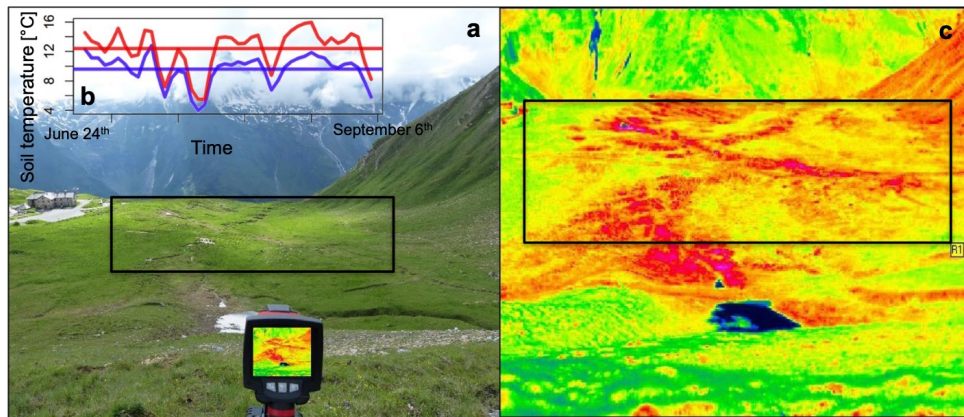 16
12
8
4
Soil temperature [°C]
b
a
June 24th
September 6th
Time
c
R1